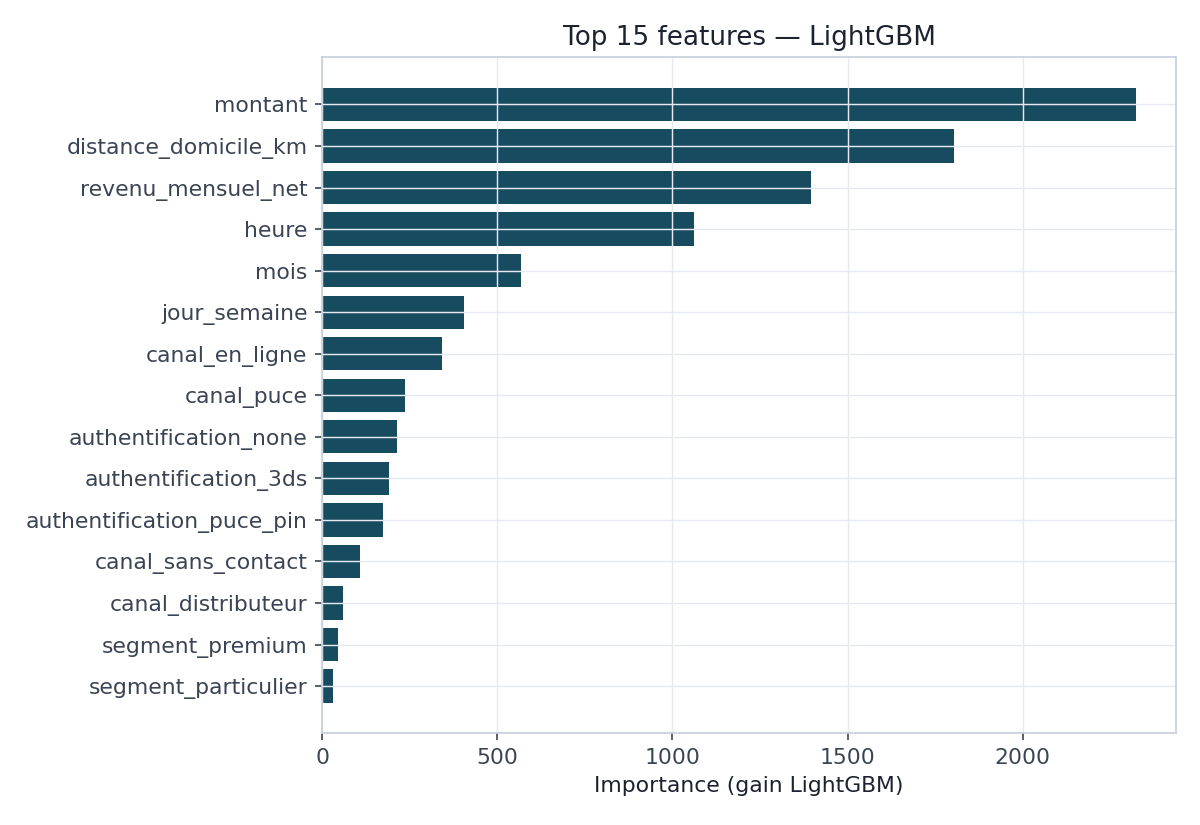 Top 15 features — LightGBM
montant
distance_domicile_km
revenu_mensuel_net
heure
mois
jour_semaine
canal_en_ligne
canal_puce
authentification_none
authentification_3ds
authentification_puce_pin
canal_sans_contact
canal_distributeur
segment_premium
segment_particulier
0 500 1000 1500 2000
Importance (gain LightGBM)